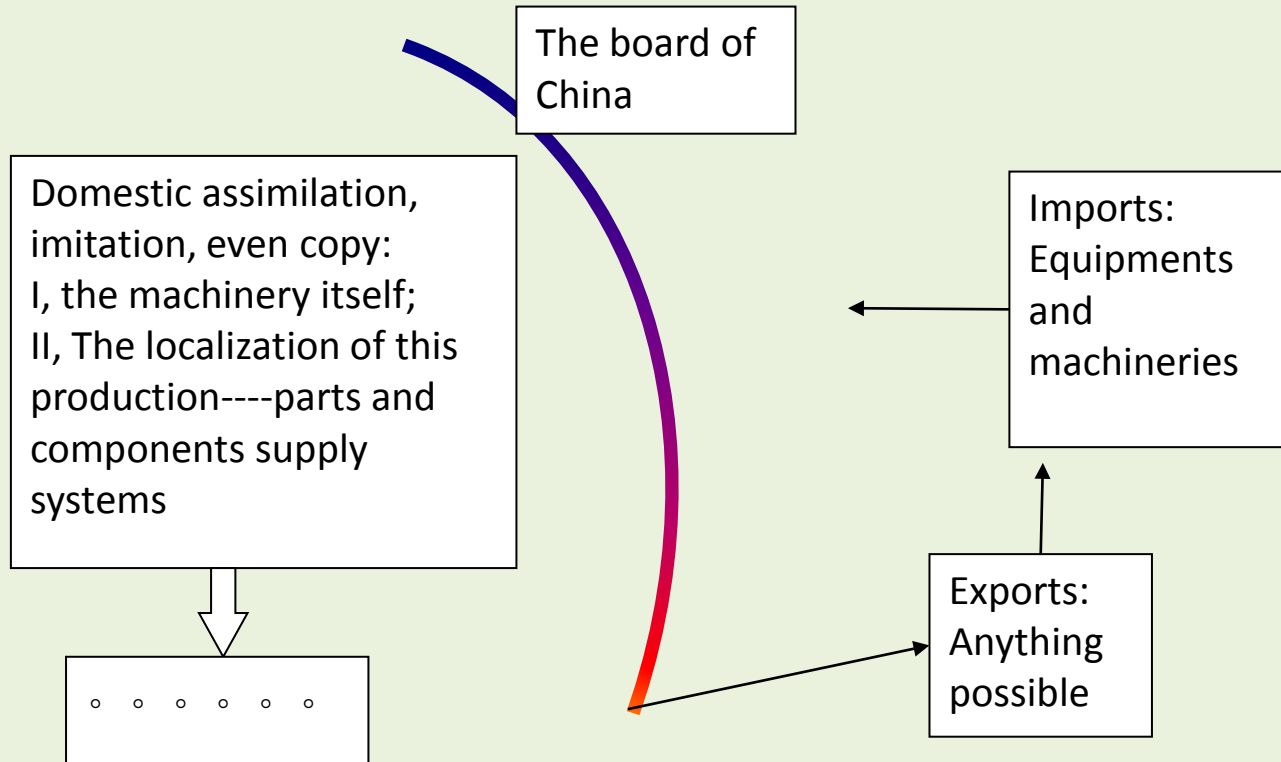 The board of
China
Domestic assimilation,
imitation, even copy:
I, the machinery itself;
II, The localization of this
production----parts and
components supply
systems
Imports:
Equipments
and
machineries
Exports:
Anything
possible
。。。。。。